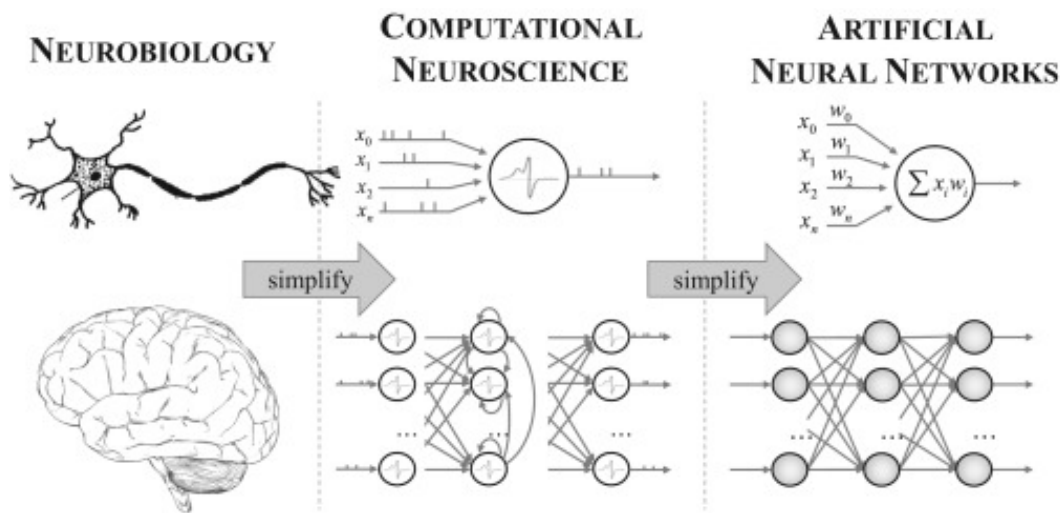 NEUROBIOLOGY
COMPUTATIONAL
NEUROSCIENCE
ARTIFICIAL
NEURAL NETWORKS
x₀
x₁
x₂
xₙ
x₀ w₀
x₁ w₁
x₂ w₂
xₙ wₙ
∑ xᵢwᵢ
simplify
simplify
...
...
...
...
...
...